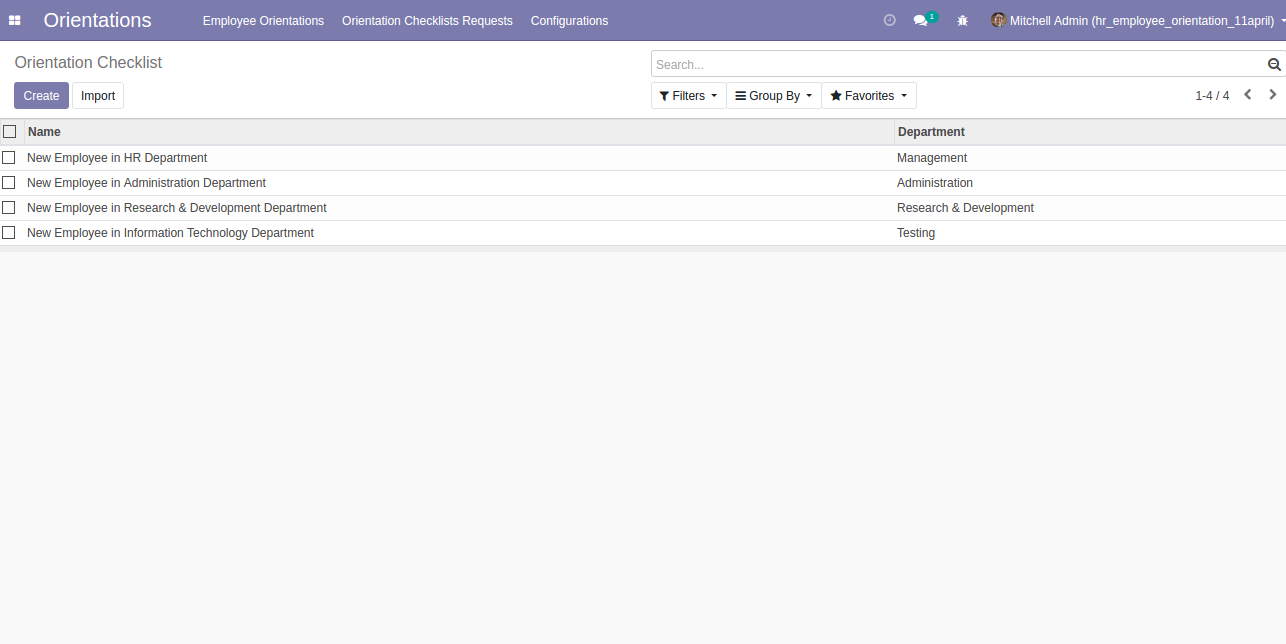 Orientations Employee Orientations Orientation Checklists Requests Configurations 1 Mitchell Admin (hr_employee_orientation_11april)
Orientation Checklist Search...
Create Import Filters Group By Favorites 1-4 / 4
Name Department
New Employee in HR Department Management
New Employee in Administration Department Administration
New Employee in Research & Development Department Research & Development
New Employee in Information Technology Department Testing